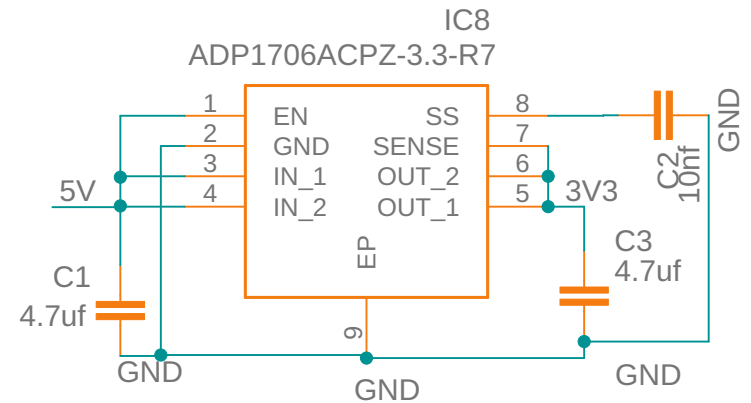 IC8
ADP1706ACPZ-3.3-R7
1 EN SS 8
2 GND SENSE 7
3 IN_1 OUT_2 6
4 IN_2 OUT_1 5
5V
3V3
EP
9
C1
4.7uf
C2
10nf
GND
C3
4.7uf
GND
GND
GND